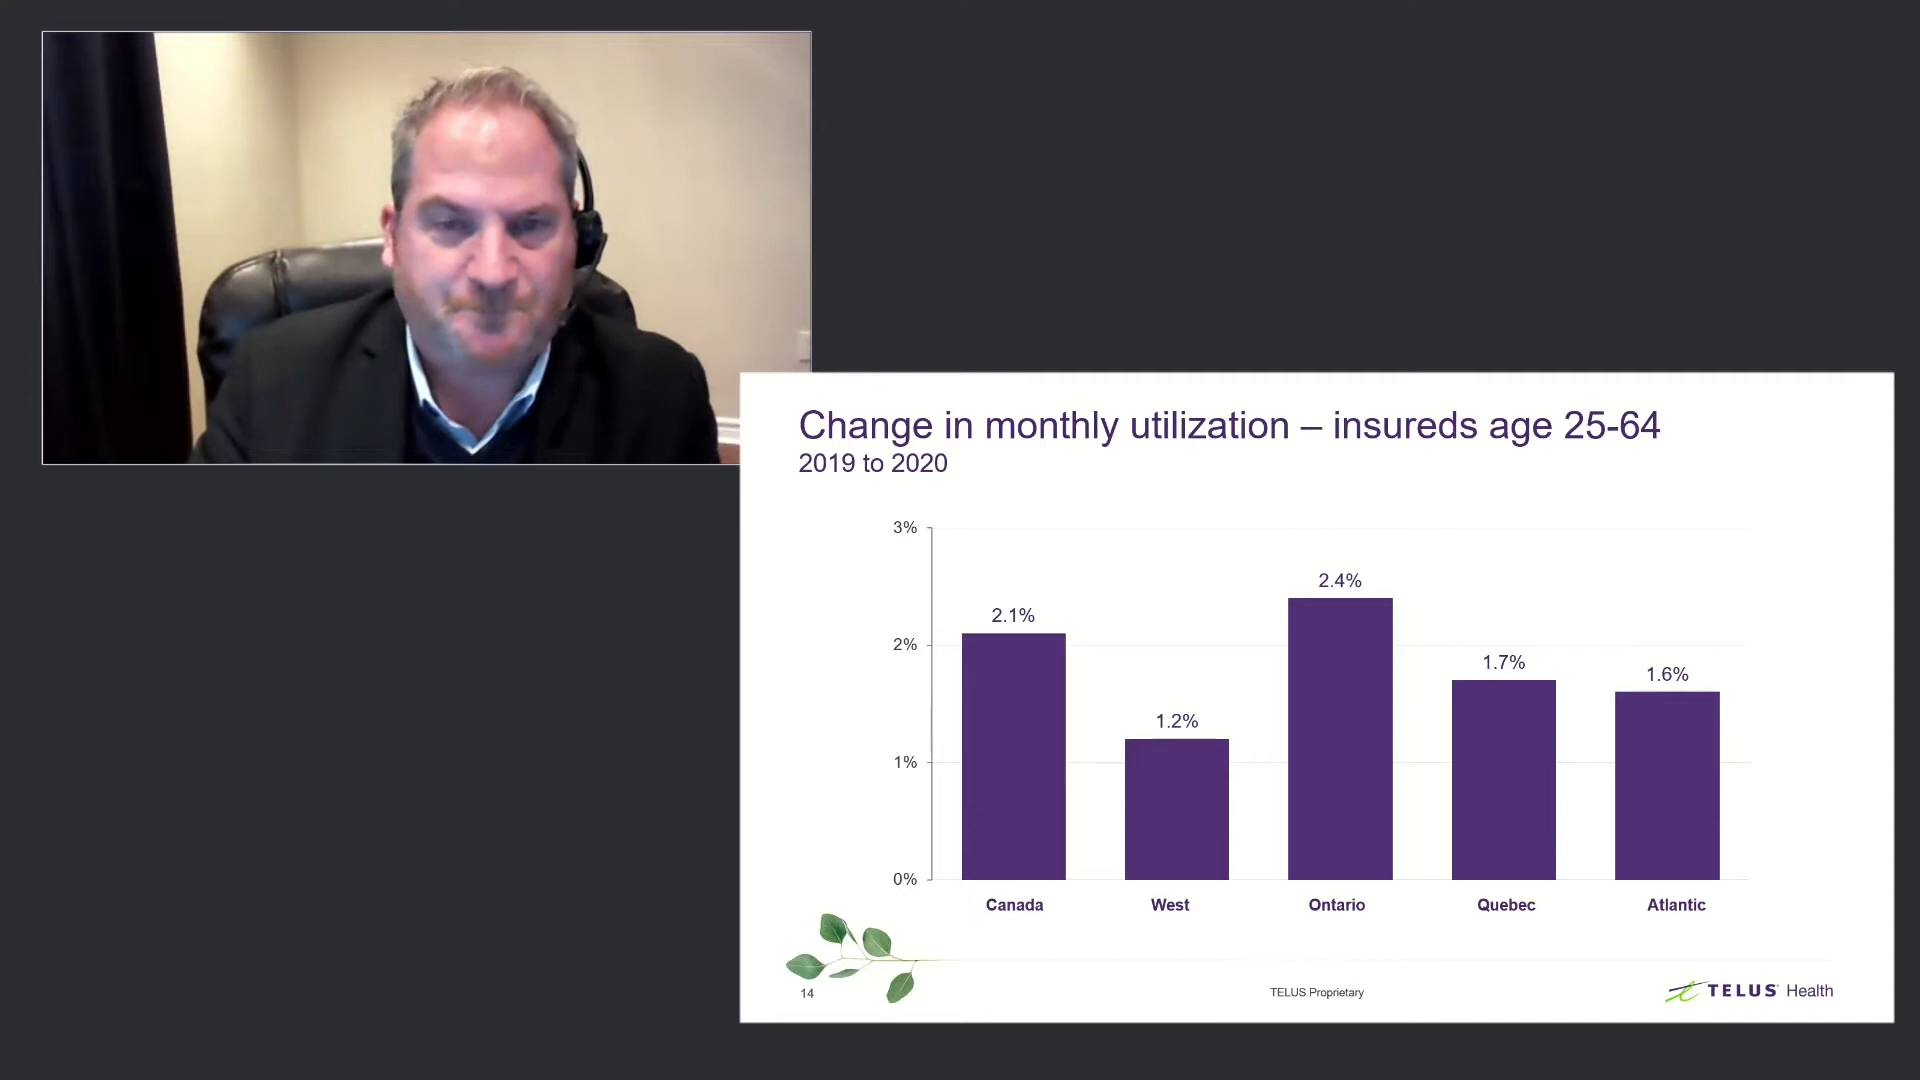 Change in monthly utilization – insureds age 25-64
2019 to 2020
3%
2%
1%
0%
2.1%
1.2%
2.4%
1.7%
1.6%
Canada
West
Ontario
Quebec
Atlantic
14
TELUS Proprietary
TELUS Health